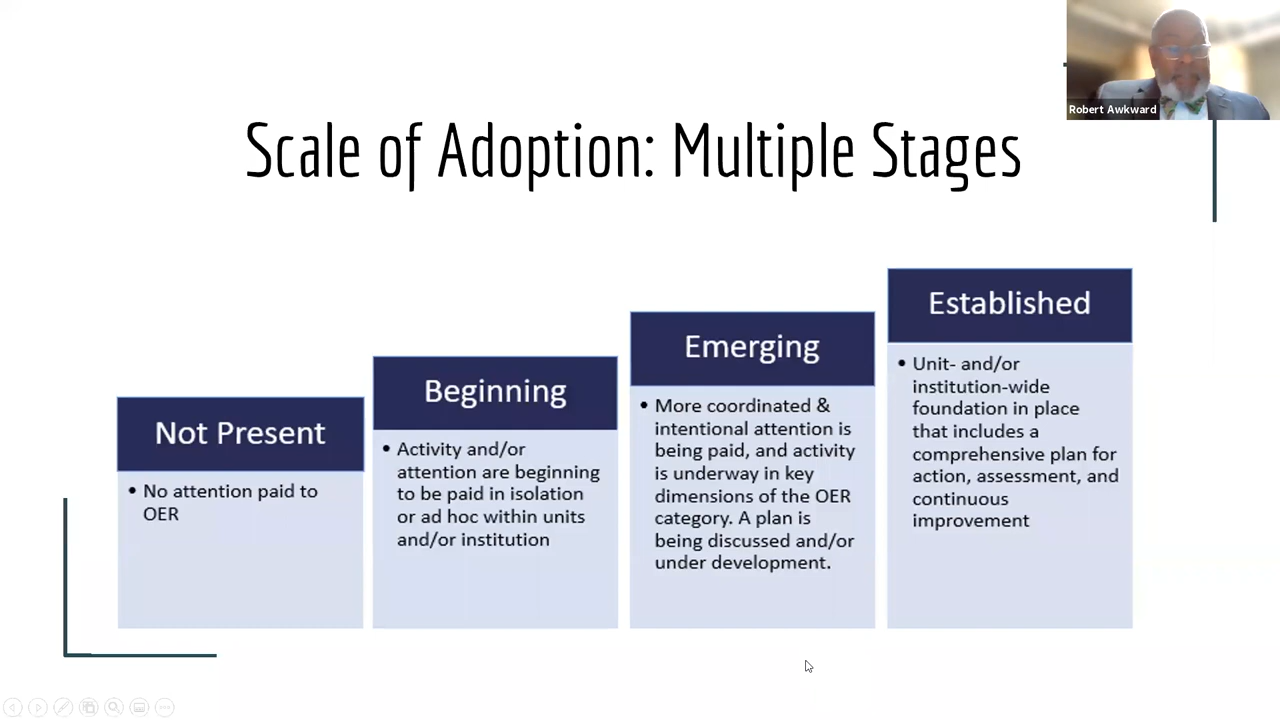 Robert Awkward
Scale of Adoption: Multiple Stages
Not Present
• No attention paid to
OER
Beginning
• Activity and/or
attention are beginning
to be paid in isolation
or ad hoc within units
and/or institution
Emerging
• More coordinated &
intentional attention is
being paid, and activity
is underway in key
dimensions of the OER
category. A plan is
being discussed and/or
under development.
Established
• Unit- and/or
institution-wide
foundation in place
that includes a
comprehensive plan for
action, assessment, and
continuous
improvement